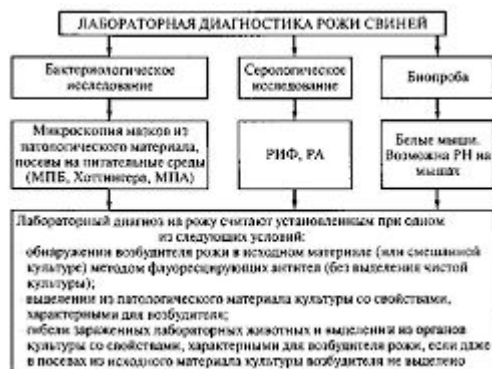 ЛАБОРАТОРНАЯ ДИАГНОСТИКА РОЖИ СВИНЕЙ
Бактериологическое
исследование
Серологическое
исследование
Биопроба
Микроскопия мазков из
патологического материала,
посевы на питательные среды
(МПБ, Хоттингера, МПА)
РИФ, РА
Белые мыши.
Возможна РН на
мышах
Лабораторный диагноз на рожу считают установленным при одном
из следующих условий:
обнаружении возбудителя рожи в исходном материале (или смешанной
культуре) методом флуоресцирующих антител (без выделения чистой
культуры);
выделении из патологического материала культуры со свойствами,
характерными для возбудителя;
гибели зараженных лабораторных животных и выделении из органов
культуры со свойствами, характерными для возбудителя рожи, если даже
в посевах из исходного материала культуры возбудителя не выделено